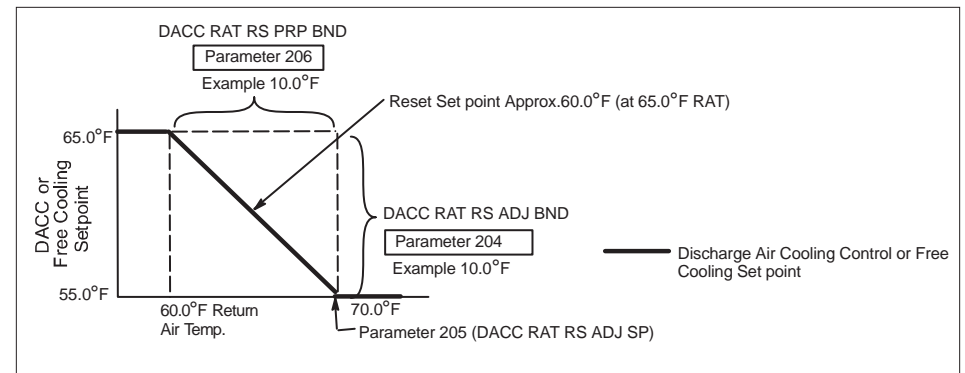 DACC RAT RS PRP BND
Parameter 206
Example 10.0°F
Reset Set point Approx.60.0°F (at 65.0°F RAT)
65.0°F
DACC or
Free Cooling
Setpoint
DACC RAT RS ADJ BND
Parameter 204
Example 10.0°F
Discharge Air Cooling Control or Free
Cooling Set point
55.0°F
60.0°F Return
Air Temp.
70.0°F
Parameter 205 (DACC RAT RS ADJ SP)